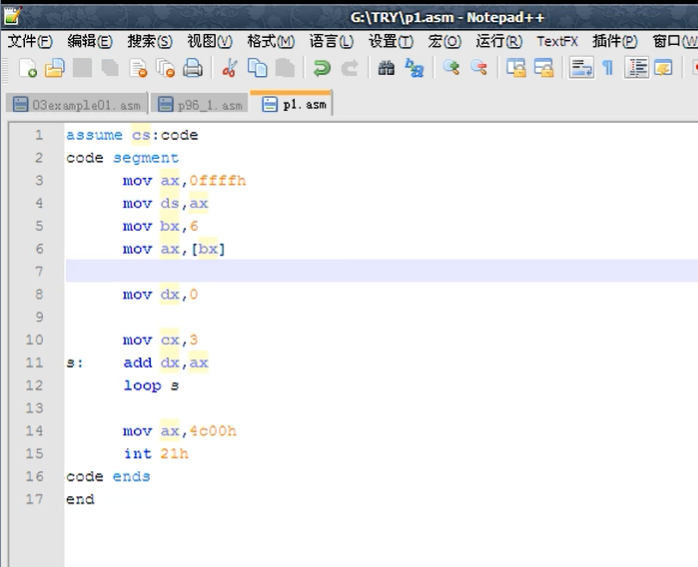 G:\TRY\p1.asm - Notepad++
文件(F) 编辑(E) 搜索(S) 视图(V) 格式(M) 语言(L) 设置(T) 宏(O) 运行(R) TextFX 插件(P) 窗口(W
03example01.asm p96_1.asm p1.asm
1 assume cs:code
2 code segment
3 mov ax,0ffffh
4 mov ds,ax
5 mov bx,6
6 mov ax,[bx]
7
8 mov dx,0
9
10 mov cx,3
11 s: add dx,ax
12 loop s
13
14 mov ax,4c00h
15 int 21h
16 code ends
17 end